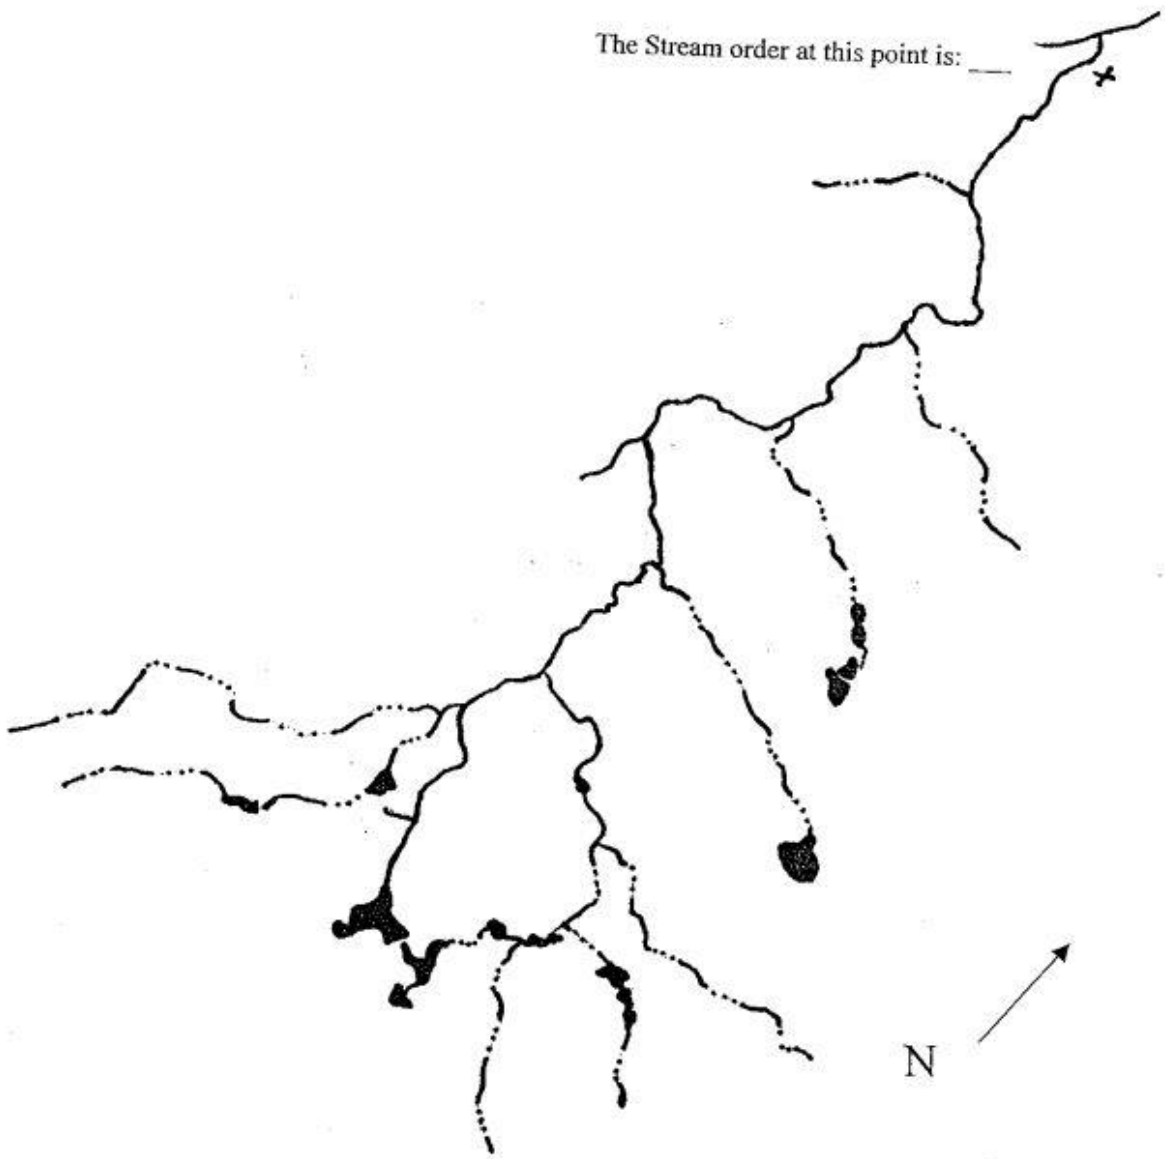 The Stream order at this point is: ___
N